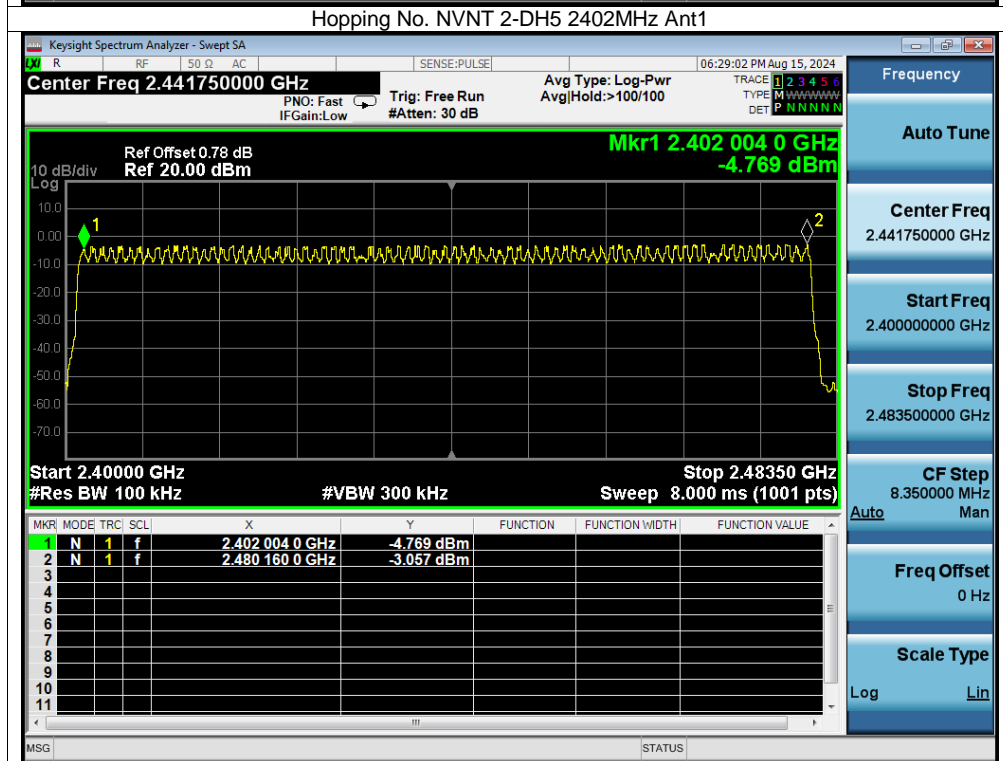 Hopping No. NVNT 2-DH5 2402MHz Ant1
Keysight Spectrum Analyzer - Swept SA
LXI R RF 50 Ω AC SENSE:PULSE 06:29:02 PM Aug 15, 2024
Center Freq 2.441750000 GHz
PNO: Fast
IFGain:Low
Trig: Free Run
#Atten: 30 dB
Avg Type: Log-Pwr
Avg|Hold:>100/100
TRACE 1 2 3 4 5 6
TYPE M WWWWW
DET P N N N N N
Ref Offset 0.78 dB
10 dB/div Ref 20.00 dBm
Log
Mkr1 2.402 004 0 GHz
-4.769 dBm
10.0
0.00
-10.0
-20.0
-30.0
-40.0
-50.0
-60.0
-70.0
1
2
Start 2.40000 GHz
Stop 2.48350 GHz
#Res BW 100 kHz
#VBW 300 kHz
Sweep 8.000 ms (1001 pts)
MKR MODE TRC SCL X Y FUNCTION FUNCTION WIDTH FUNCTION VALUE
1 N 1 f 2.402 004 0 GHz -4.769 dBm
2 N 1 f 2.480 160 0 GHz -3.057 dBm
3
4
5
6
7
8
9
10
11
MSG
STATUS
Frequency
Auto Tune
Center Freq
2.441750000 GHz
Start Freq
2.400000000 GHz
Stop Freq
2.483500000 GHz
CF Step
8.350000 MHz
Auto Man
Freq Offset
0 Hz
Scale Type
Log Lin